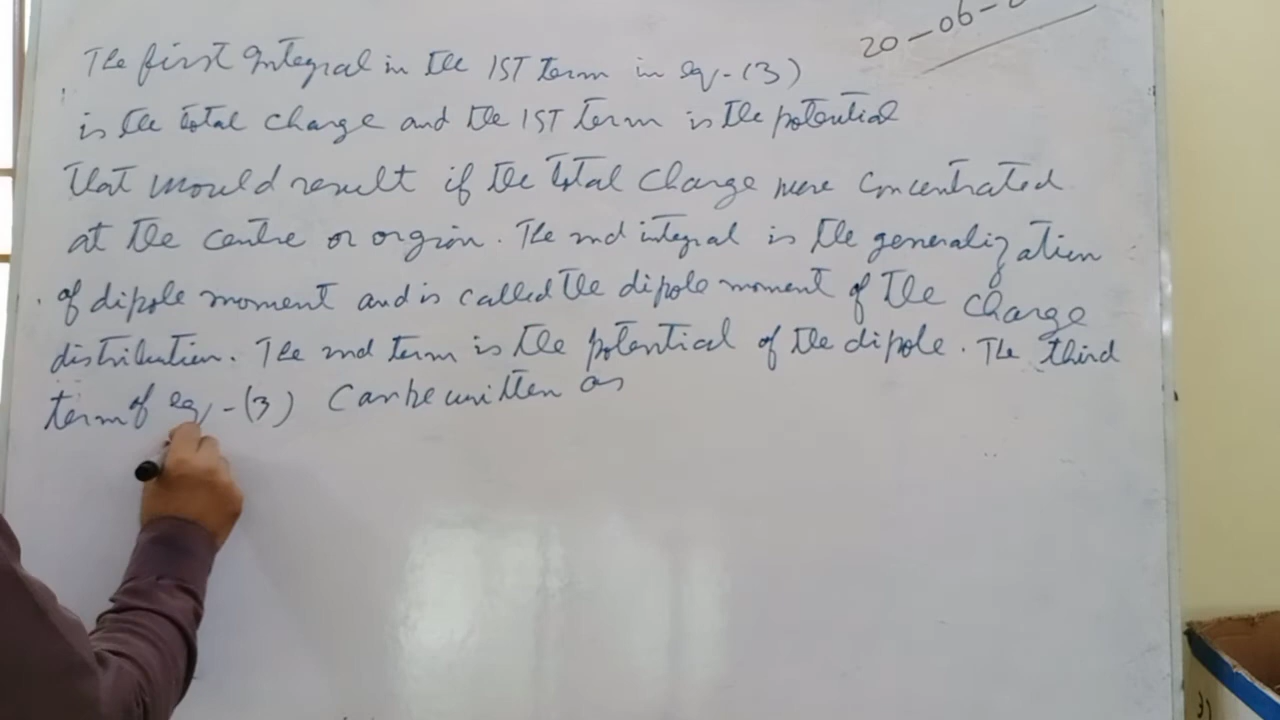 20-06-
The first Integral in the 1ST term in eq-(3)
is the total charge and the 1ST term is the potential
that would result if the total charge were concentrated
at the centre or orgion. The 2nd integral is the generalization
of dipole moment and is called the dipole moment of the charge
distribution. The 2nd term is the potential of the dipole. The third
term of eq-(3) can be written as